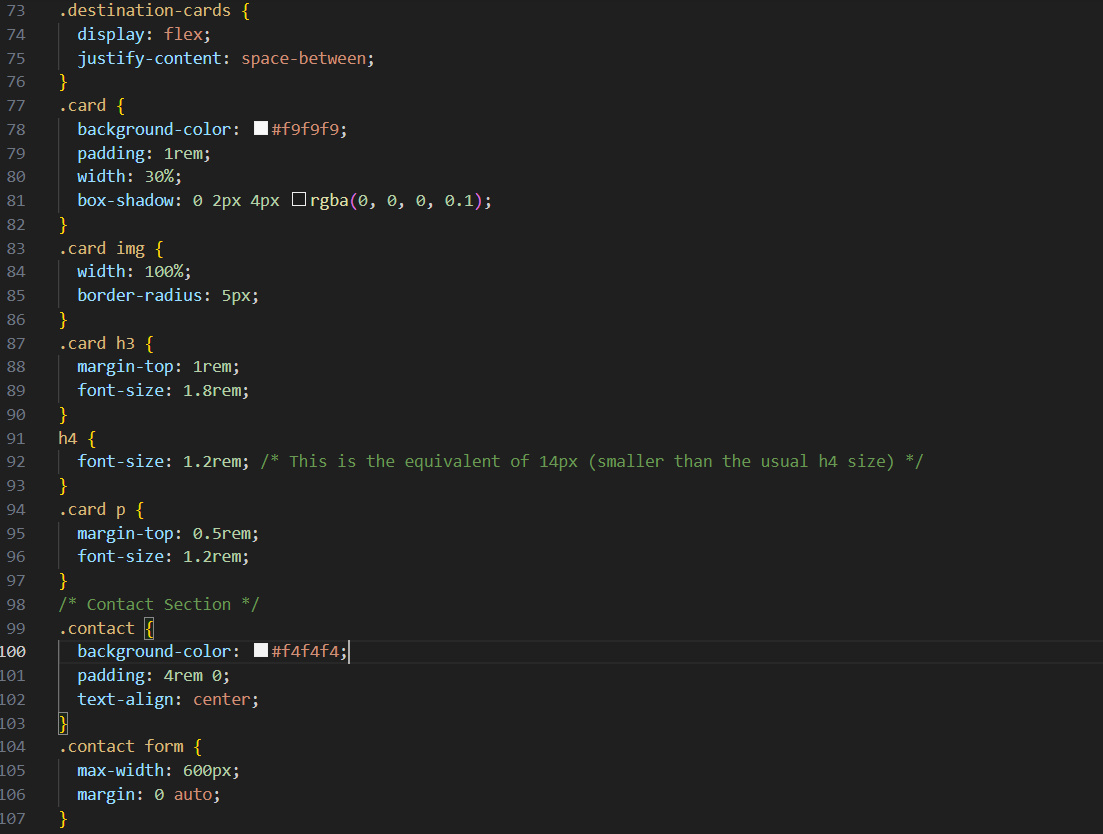 73 .destination-cards {
74 display: flex;
75 justify-content: space-between;
76 }
77 .card {
78 background-color: #f9f9f9;
79 padding: 1rem;
80 width: 30%;
81 box-shadow: 0 2px 4px rgba(0, 0, 0, 0.1);
82 }
83 .card img {
84 width: 100%;
85 border-radius: 5px;
86 }
87 .card h3 {
88 margin-top: 1rem;
89 font-size: 1.8rem;
90 }
91 h4 {
92 font-size: 1.2rem; /* This is the equivalent of 14px (smaller than the usual h4 size) */
93 }
94 .card p {
95 margin-top: 0.5rem;
96 font-size: 1.2rem;
97 }
98 /* Contact Section */
99 .contact {
100 background-color: #f4f4f4;
101 padding: 4rem 0;
102 text-align: center;
103 }
104 .contact form {
105 max-width: 600px;
106 margin: 0 auto;
107 }